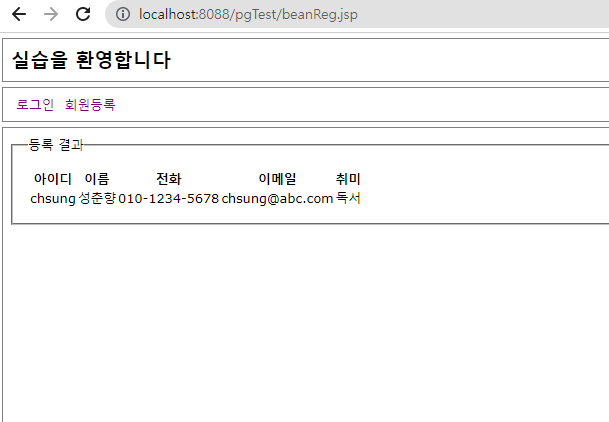 localhost:8088/pgTest/beanReg.jsp
실습을 환영합니다
로그인 회원등록
등록 결과
아이디 이름 전화 이메일 취미
chsung 성춘향 010-1234-5678 chsung@abc.com 독서